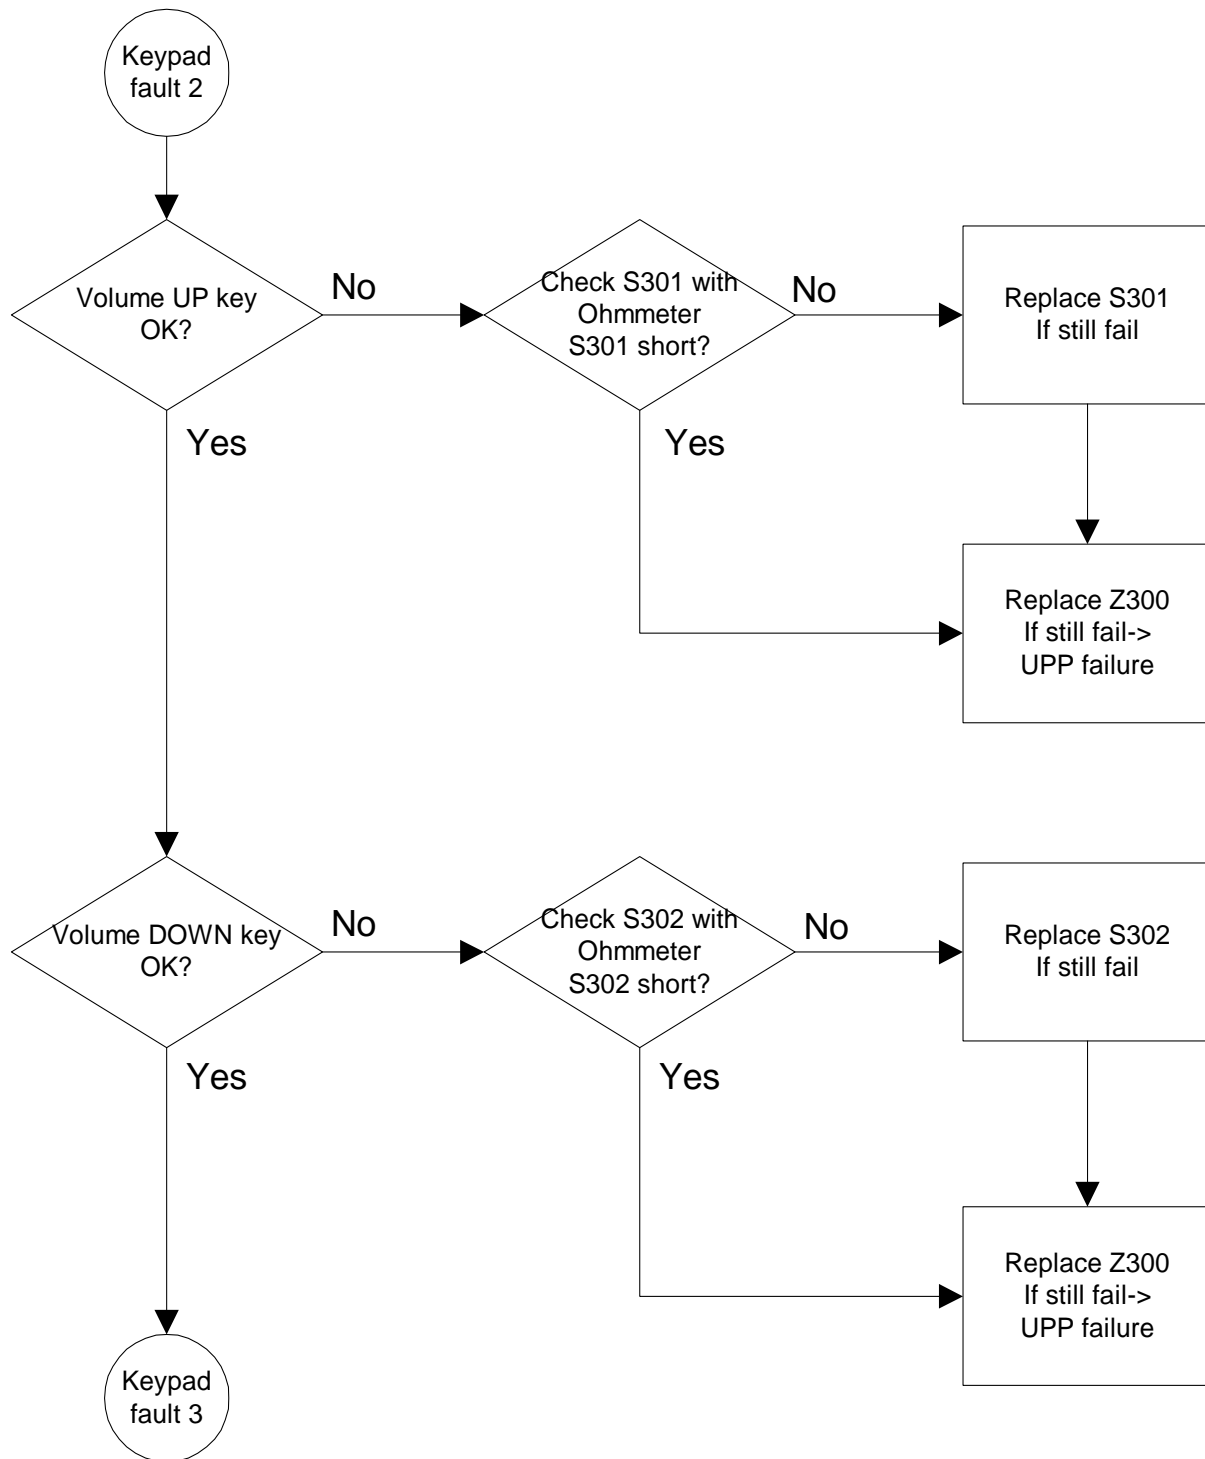 Keypad
fault 2
Volume UP key
OK?
No
Check S301 with
Ohmmeter
S301 short?
No
Replace S301
If still fail
Yes
Yes
Replace Z300
If still fail->
UPP failure
Volume DOWN key
OK?
No
Check S302 with
Ohmmeter
S302 short?
No
Replace S302
If still fail
Yes
Yes
Replace Z300
If still fail->
UPP failure
Keypad
fault 3